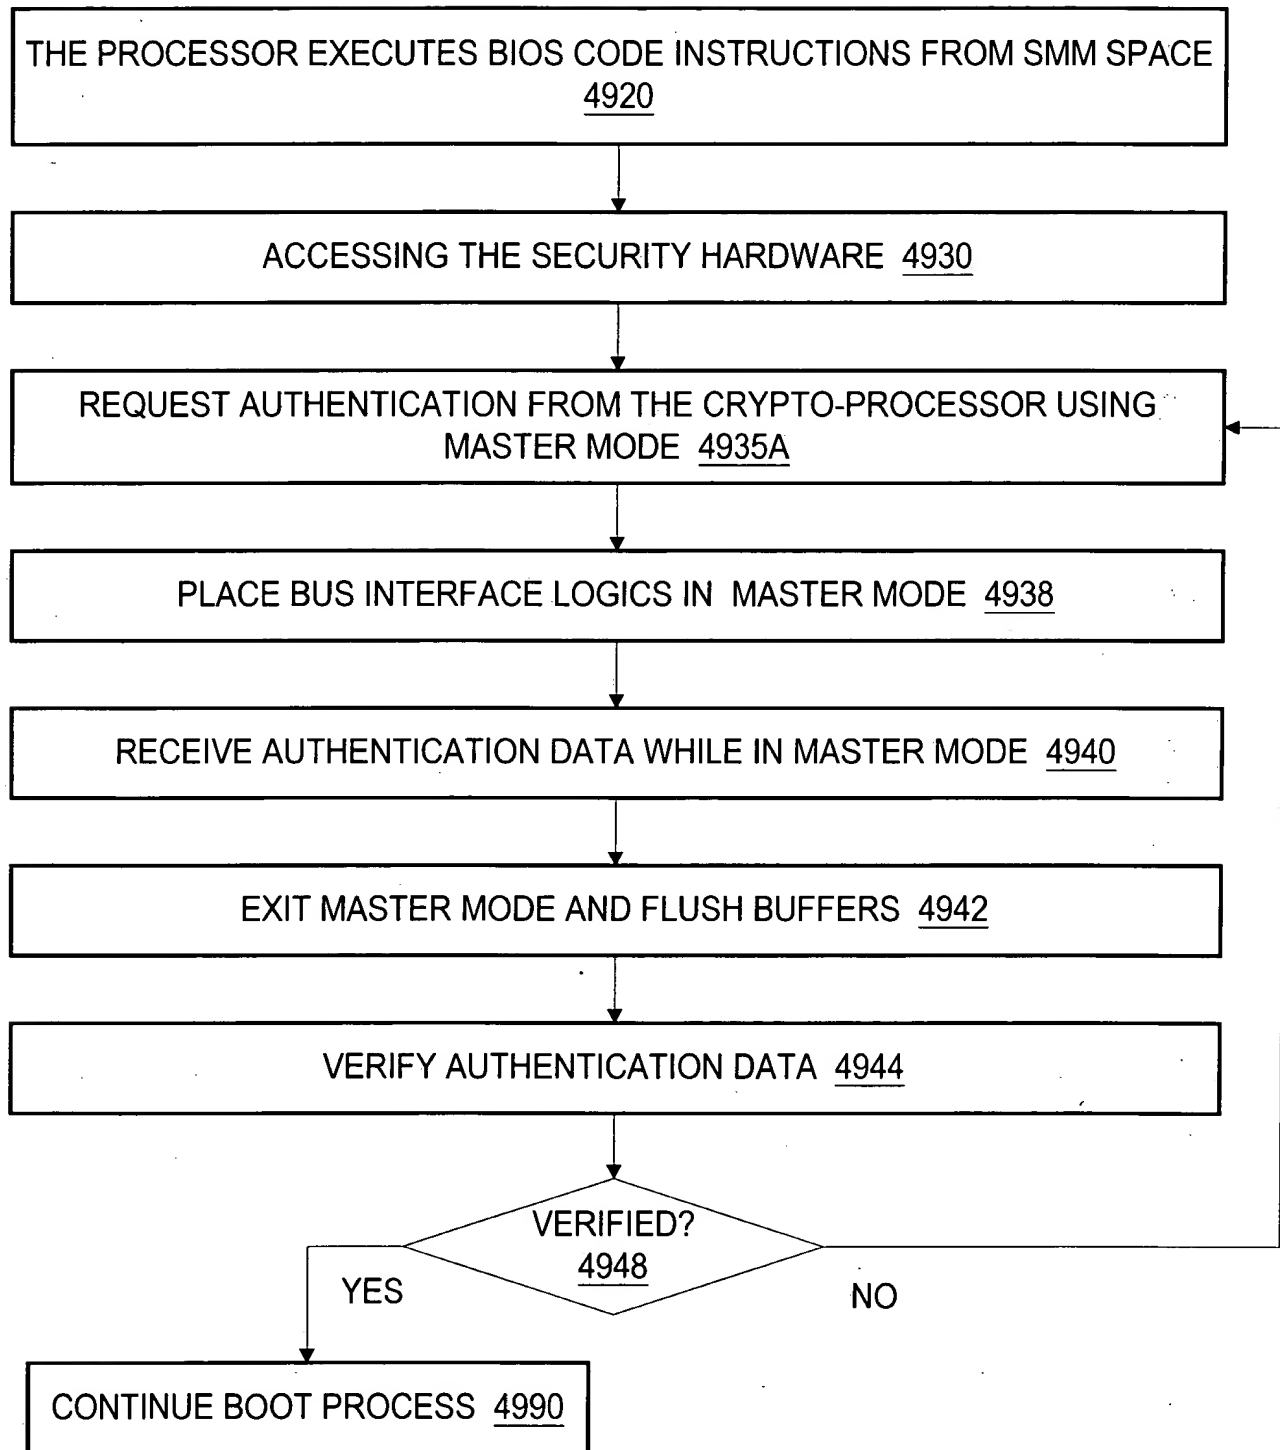 THE PROCESSOR EXECUTES BIOS CODE INSTRUCTIONS FROM SMM SPACE
4920
ACCESSING THE SECURITY HARDWARE 4930
REQUEST AUTHENTICATION FROM THE CRYPTO-PROCESSOR USING
MASTER MODE 4935A
PLACE BUS INTERFACE LOGICS IN MASTER MODE 4938
RECEIVE AUTHENTICATION DATA WHILE IN MASTER MODE 4940
EXIT MASTER MODE AND FLUSH BUFFERS 4942
VERIFY AUTHENTICATION DATA 4944
VERIFIED?
4948
YES
NO
CONTINUE BOOT PROCESS 4990